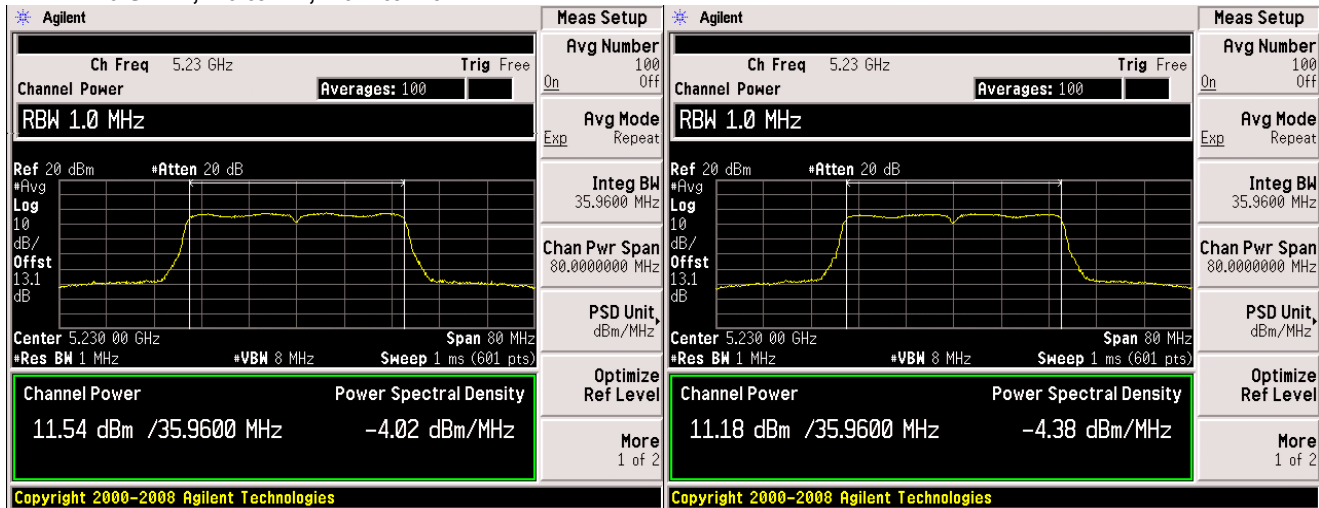 Agilent
Ch Freq 5.23 GHz Trig Free
Channel Power Averages: 100
RBW 1.0 MHz
Ref 20 dBm #Atten 20 dB
#Avg
Log
10
dB/
Offst
13.1
dB
Center 5.230 00 GHz Span 80 MHz
#Res BW 1 MHz #VBW 8 MHz Sweep 1 ms (601 pts)
Channel Power Power Spectral Density
11.54 dBm /35.9600 MHz -4.02 dBm/MHz
Copyright 2000-2008 Agilent Technologies
Meas Setup
Avg Number
100
On Off
Avg Mode
Exp Repeat
Integ BW
35.9600 MHz
Chan Pwr Span
80.0000000 MHz
PSD Unit
dBm/MHz
Optimize
Ref Level
More
1 of 2
Agilent
Ch Freq 5.23 GHz Trig Free
Channel Power Averages: 100
RBW 1.0 MHz
Ref 20 dBm #Atten 20 dB
#Avg
Log
10
dB/
Offst
13.1
dB
Center 5.230 00 GHz Span 80 MHz
#Res BW 1 MHz #VBW 8 MHz Sweep 1 ms (601 pts)
Channel Power Power Spectral Density
11.18 dBm /35.9600 MHz -4.38 dBm/MHz
Copyright 2000-2008 Agilent Technologies
Meas Setup
Avg Number
100
On Off
Avg Mode
Exp Repeat
Integ BW
35.9600 MHz
Chan Pwr Span
80.0000000 MHz
PSD Unit
dBm/MHz
Optimize
Ref Level
More
1 of 2